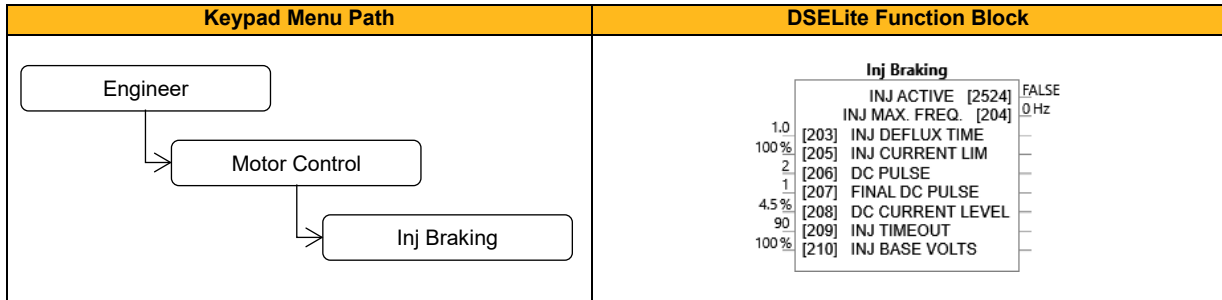 Keypad Menu Path
DSELite Function Block
Engineer
Motor Control
Inj Braking
Inj Braking
INJ ACTIVE [2524] FALSE
INJ MAX. FREQ. [204] 0 Hz
1.0 [203] INJ DEFLUX TIME
100 % [205] INJ CURRENT LIM
2 [206] DC PULSE
1 [207] FINAL DC PULSE
4.5 % [208] DC CURRENT LEVEL
90 [209] INJ TIMEOUT
100 % [210] INJ BASE VOLTS